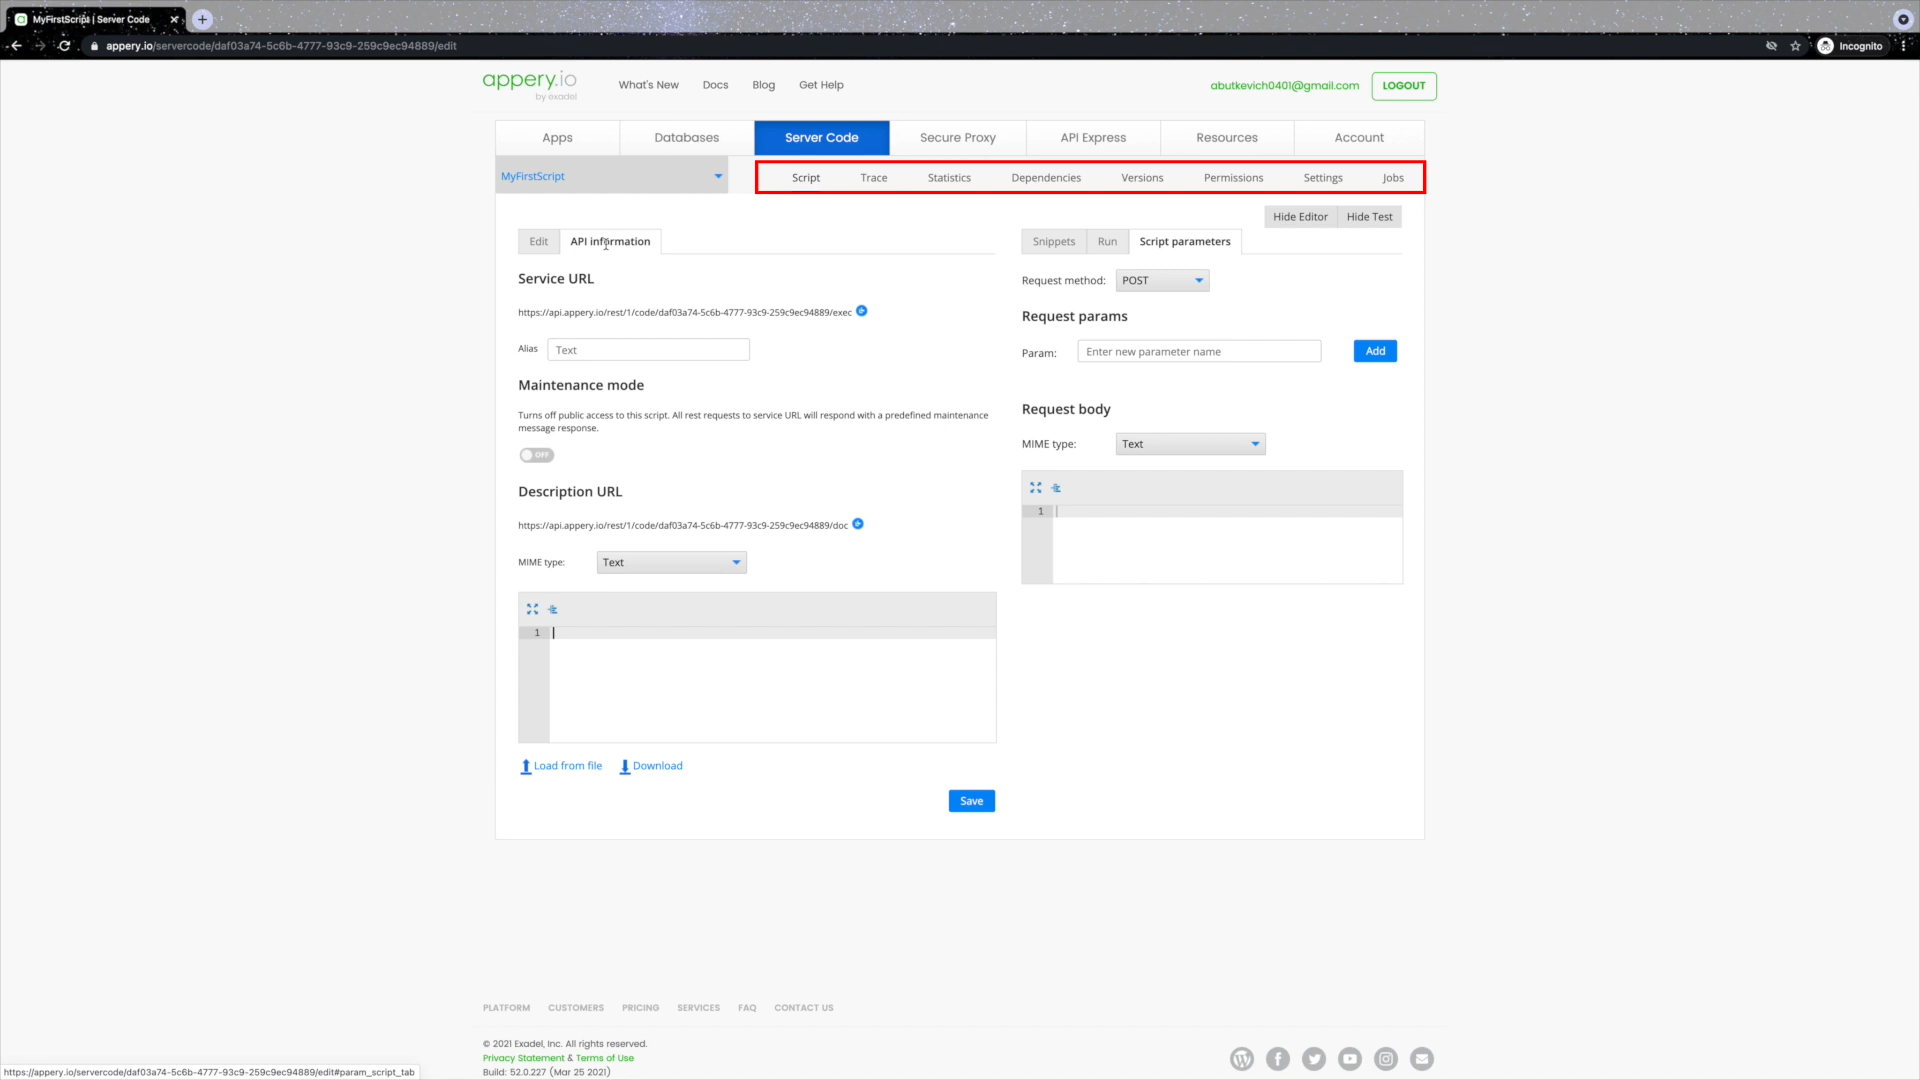 MyFirstScript | Server Code
appery.io/servercode/daf03a74-5c6b-4777-93c9-259c9ec94889/edit
Incognito
appery.io
by exadel
What's New
Docs
Blog
Get Help
abutkevich0401@gmail.com
LOGOUT
Apps
Databases
Server Code
Secure Proxy
API Express
Resources
Account
MyFirstScript
Script
Trace
Statistics
Dependencies
Versions
Permissions
Settings
Jobs
Hide Editor
Hide Test
Edit
API information
Snippets
Run
Script parameters
Service URL
https://api.appery.io/rest/1/code/daf03a74-5c6b-4777-93c9-259c9ec94889/exec
Alias
Text
Maintenance mode
Turns off public access to this script. All rest requests to service URL will respond with a predefined maintenance
message response.
OFF
Description URL
https://api.appery.io/rest/1/code/daf03a74-5c6b-4777-93c9-259c9ec94889/doc
MIME type:
Text
1
Load from file
Download
Save
Request method:
POST
Request params
Param:
Enter new parameter name
Add
Request body
MIME type:
Text
1
PLATFORM
CUSTOMERS
PRICING
SERVICES
FAQ
CONTACT US
© 2021 Exadel, Inc. All rights reserved.
Privacy Statement & Terms of Use
Build: 52.0.227 (Mar 25 2021)
https://appery.io/servercode/daf03a74-5c6b-4777-93c9-259c9ec94889/edit#param_script_tab